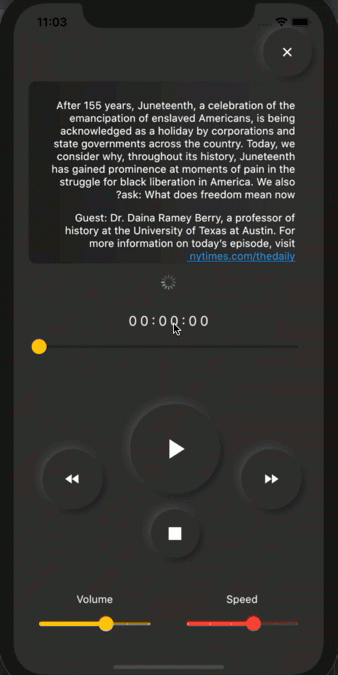 11:03
After 155 years, Juneteenth, a celebration of the
emancipation of enslaved Americans, is being
acknowledged as a holiday by corporations and
state governments across the country. Today, we
consider why, throughout its history, Juneteenth
has gained prominence at moments of pain in the
struggle for black liberation in America. We also
?ask: What does freedom mean now
Guest: Dr. Daina Ramey Berry, a professor of
history at the University of Texas at Austin. For
more information on today's episode, visit
nytimes.com/thedaily
00:00:00
Volume
Speed